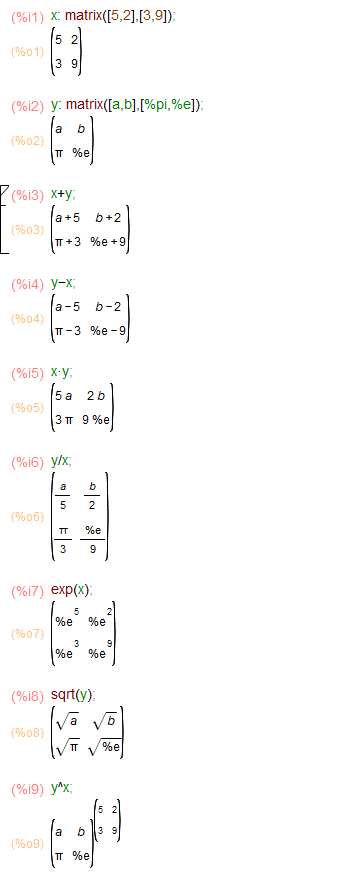 (%i1) x: matrix([5,2],[3,9]);
5 2
(%o1)
3 9
(%i2) y: matrix([a,b],[%pi,%e]);
a b
(%o2)
π %e
(%i3) x+y;
a+5 b+2
(%o3)
π+3 %e+9
(%i4) y−x;
a−5 b−2
(%o4)
π−3 %e−9
(%i5) x·y;
5 a 2 b
(%o5)
3 π 9 %e
(%i6) y/x;
a b
5 2
(%o6)
π %e
3 9
(%i7) exp(x);
%e^5 %e^2
(%o7)
%e^3 %e^9
(%i8) sqrt(y);
√a √b
(%o8)
√π √%e
(%i9) y^x;
5 2
3 9
a b
(%o9)
π %e